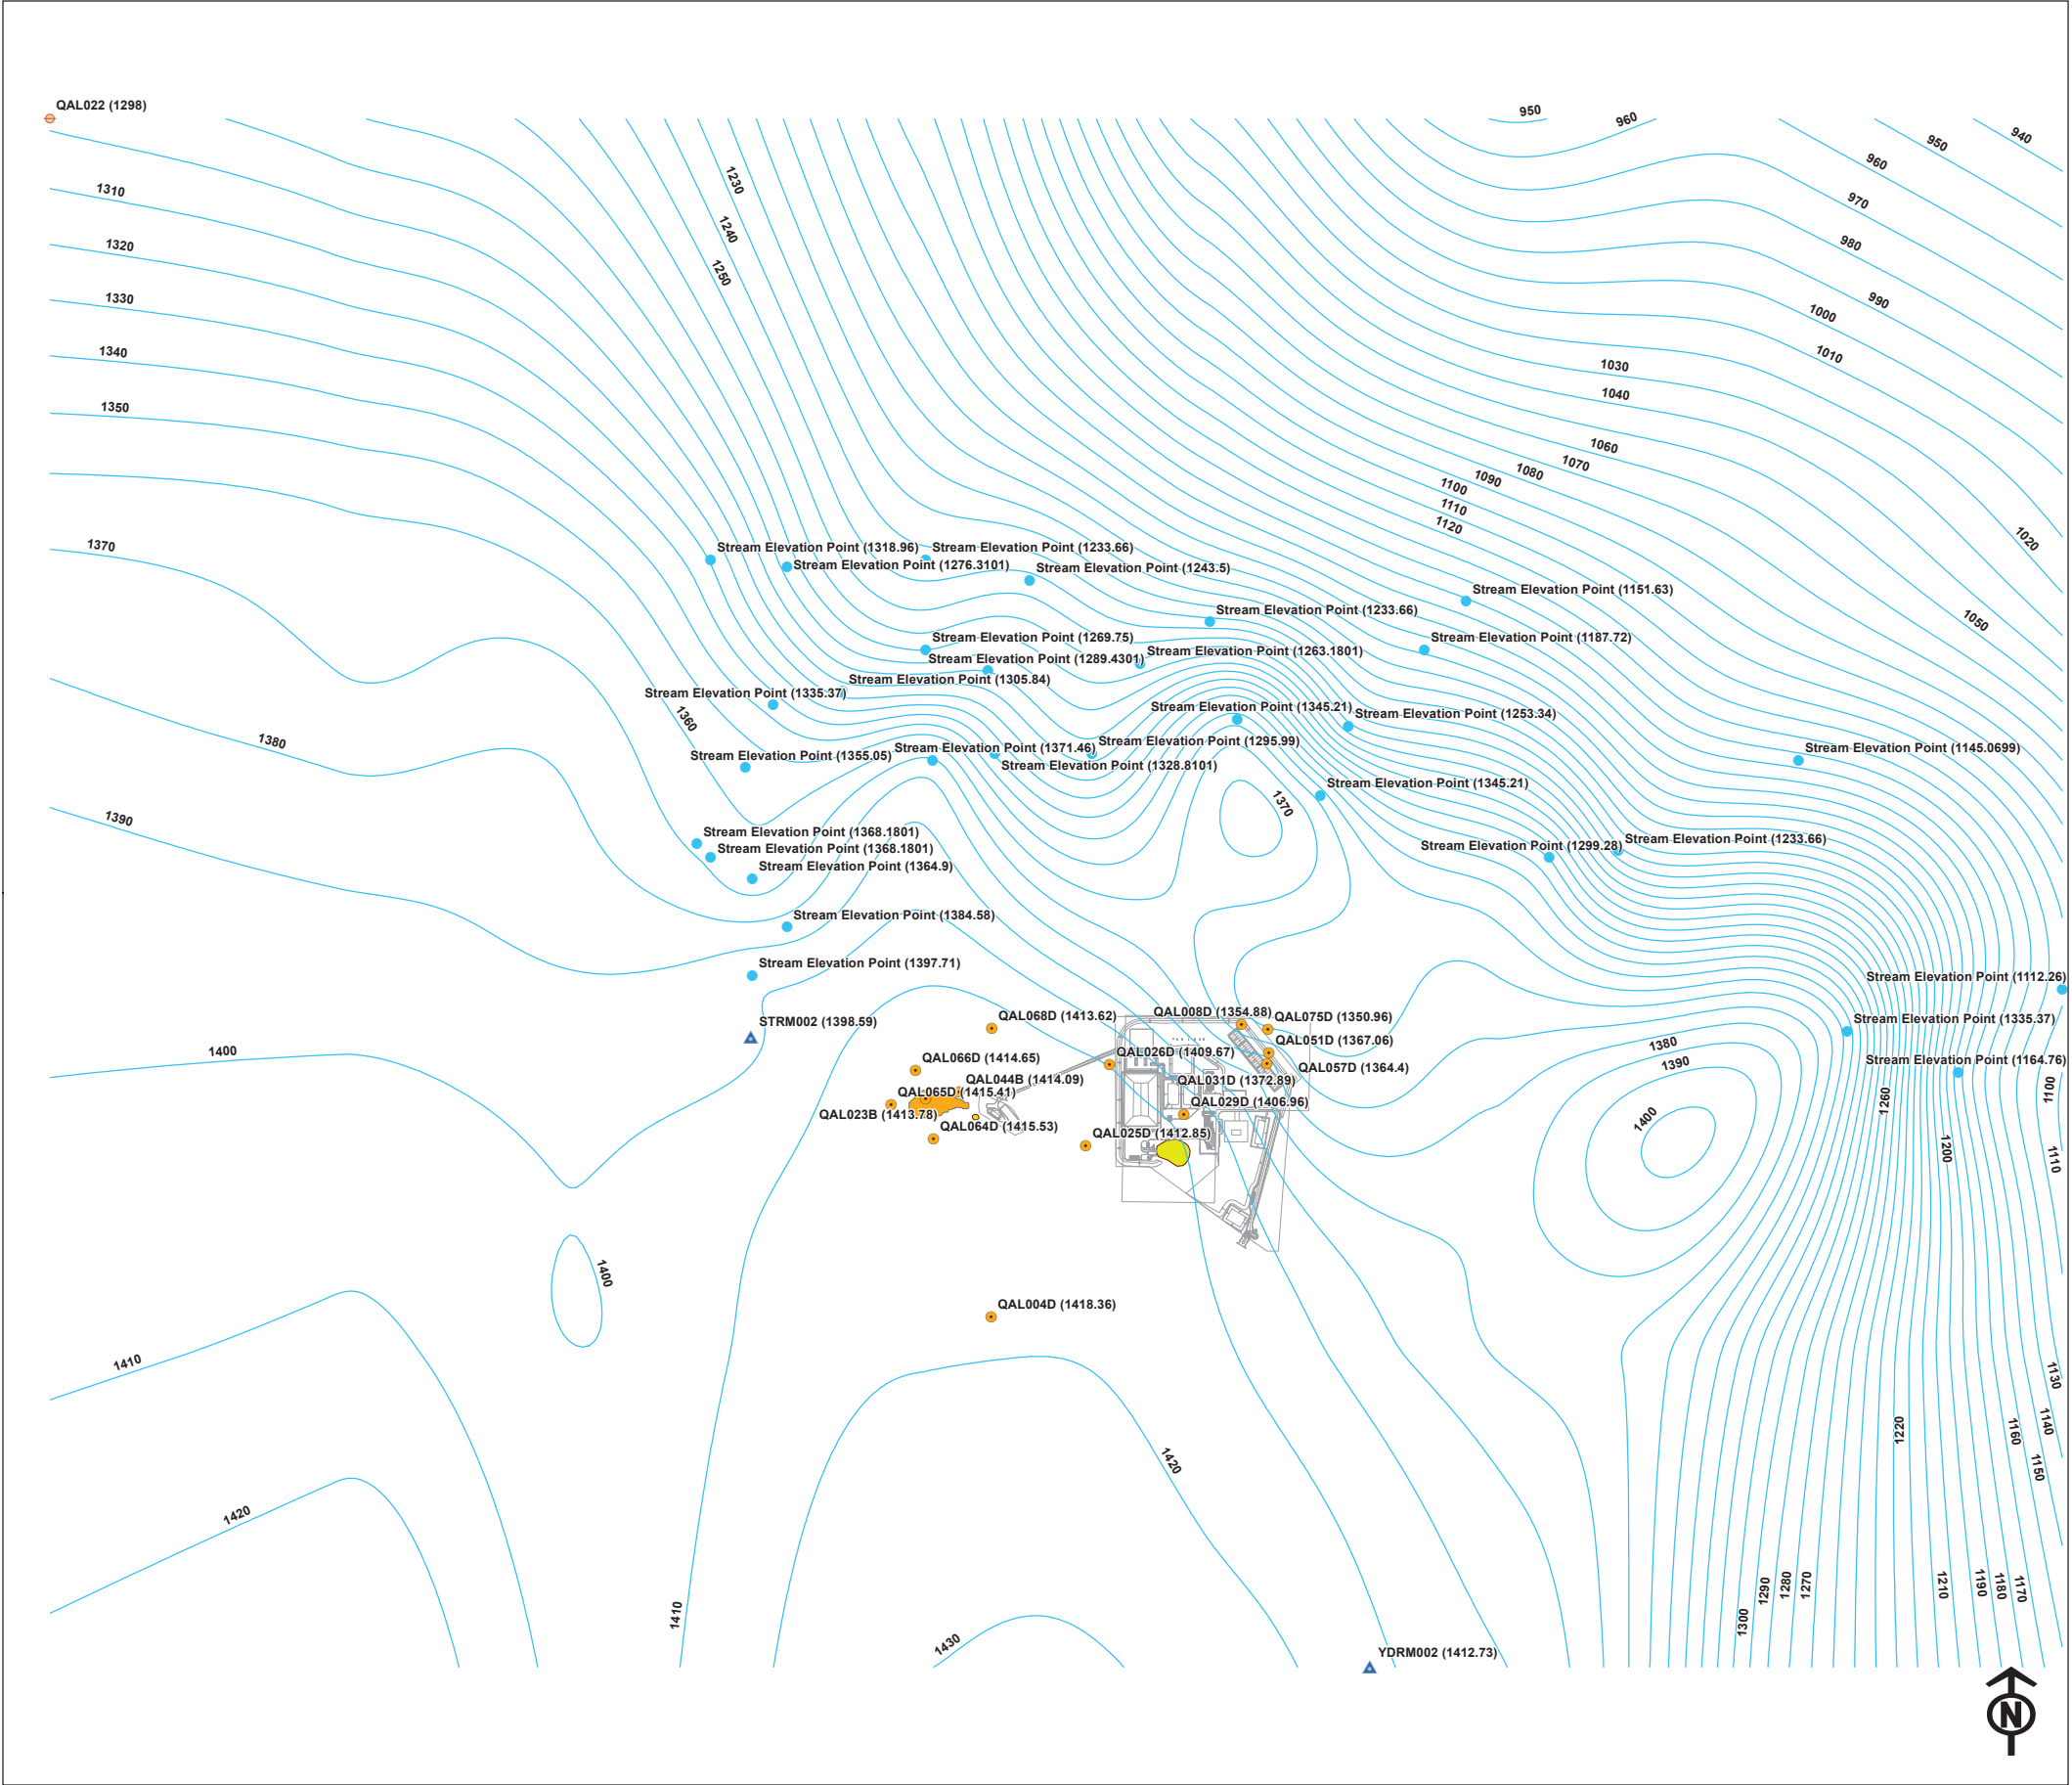 QAL022 (1298)
950
960
940
950
960
970
980
990
1000
1010
1020
1030
1040
1050
1060
1070
1080
1090
1100
1110
1120
1230
1240
1250
1310
1320
1330
1340
1350
1370
Stream Elevation Point (1318.96)
Stream Elevation Point (1233.66)
Stream Elevation Point (1276.3101)
Stream Elevation Point (1243.5)
Stream Elevation Point (1151.63)
Stream Elevation Point (1233.66)
Stream Elevation Point (1187.72)
Stream Elevation Point (1269.75)
Stream Elevation Point (1263.1801)
Stream Elevation Point (1289.4301)
Stream Elevation Point (1305.84)
Stream Elevation Point (1335.37)
1360
Stream Elevation Point (1345.21)
Stream Elevation Point (1253.34)
1380
Stream Elevation Point (1295.99)
Stream Elevation Point (1371.46)
Stream Elevation Point (1355.05)
Stream Elevation Point (1328.8101)
Stream Elevation Point (1145.0699)
Stream Elevation Point (1345.21)
1370
1390
Stream Elevation Point (1368.1801)
Stream Elevation Point (1368.1801)
Stream Elevation Point (1364.9)
Stream Elevation Point (1299.28)
Stream Elevation Point (1233.66)
Stream Elevation Point (1384.58)
Stream Elevation Point (1397.71)
Stream Elevation Point (1112.26)
STRM002 (1398.59)
QAL068D (1413.62)
QAL008D (1354.88)
QAL075D (1350.96)
Stream Elevation Point (1335.37)
1400
QAL066D (1414.65)
QAL026D (1409.67)
QAL051D (1367.06)
QAL057D (1364.4)
1380
1390
Stream Elevation Point (1164.76)
QAL044B (1414.09)
QAL065D (1415.41)
QAL031D (1372.89)
QAL029D (1406.96)
QAL023B (1413.78)
QAL064D (1415.53)
QAL025D (1412.85)
1400
1260
1200
1100
1110
1400
QAL004D (1418.36)
1410
1130
1140
1150
1160
1220
1420
1420
1410
1430
1300
1290
1280
1270
1210
1190
1180
1170
YDRM002 (1412.73)
N